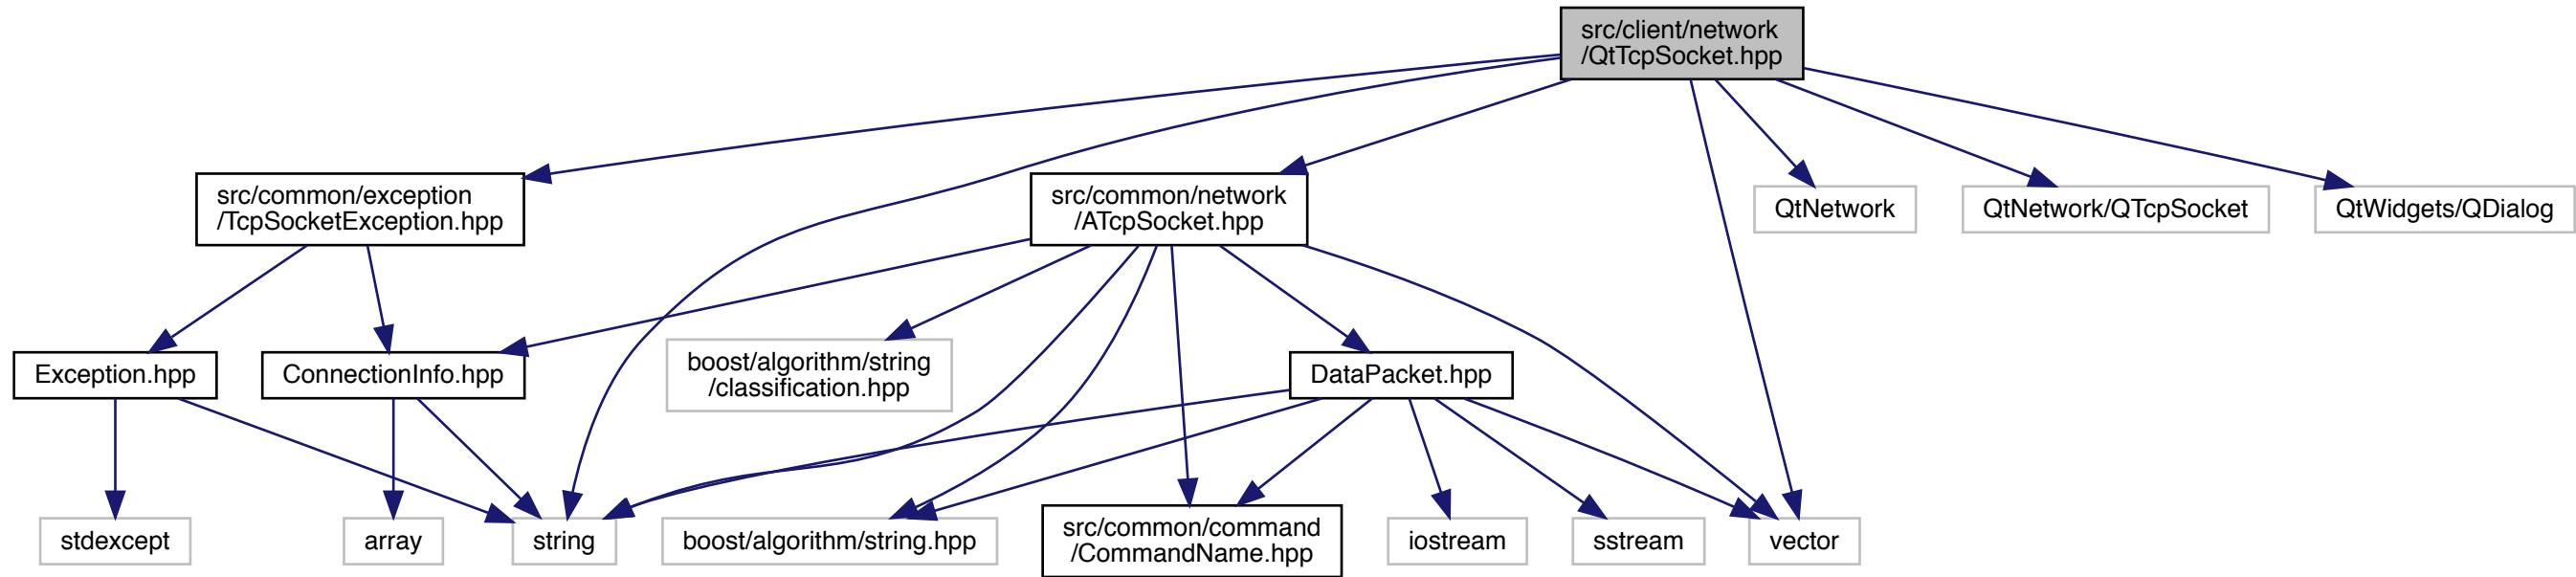 src/client/network
/QtTcpSocket.hpp
src/common/exception
/TcpSocketException.hpp
src/common/network
/ATcpSocket.hpp
QtNetwork
QtNetwork/QTcpSocket
QtWidgets/QDialog
Exception.hpp
ConnectionInfo.hpp
boost/algorithm/string
/classification.hpp
DataPacket.hpp
stdexcept
array
string
boost/algorithm/string.hpp
src/common/command
/CommandName.hpp
iostream
sstream
vector